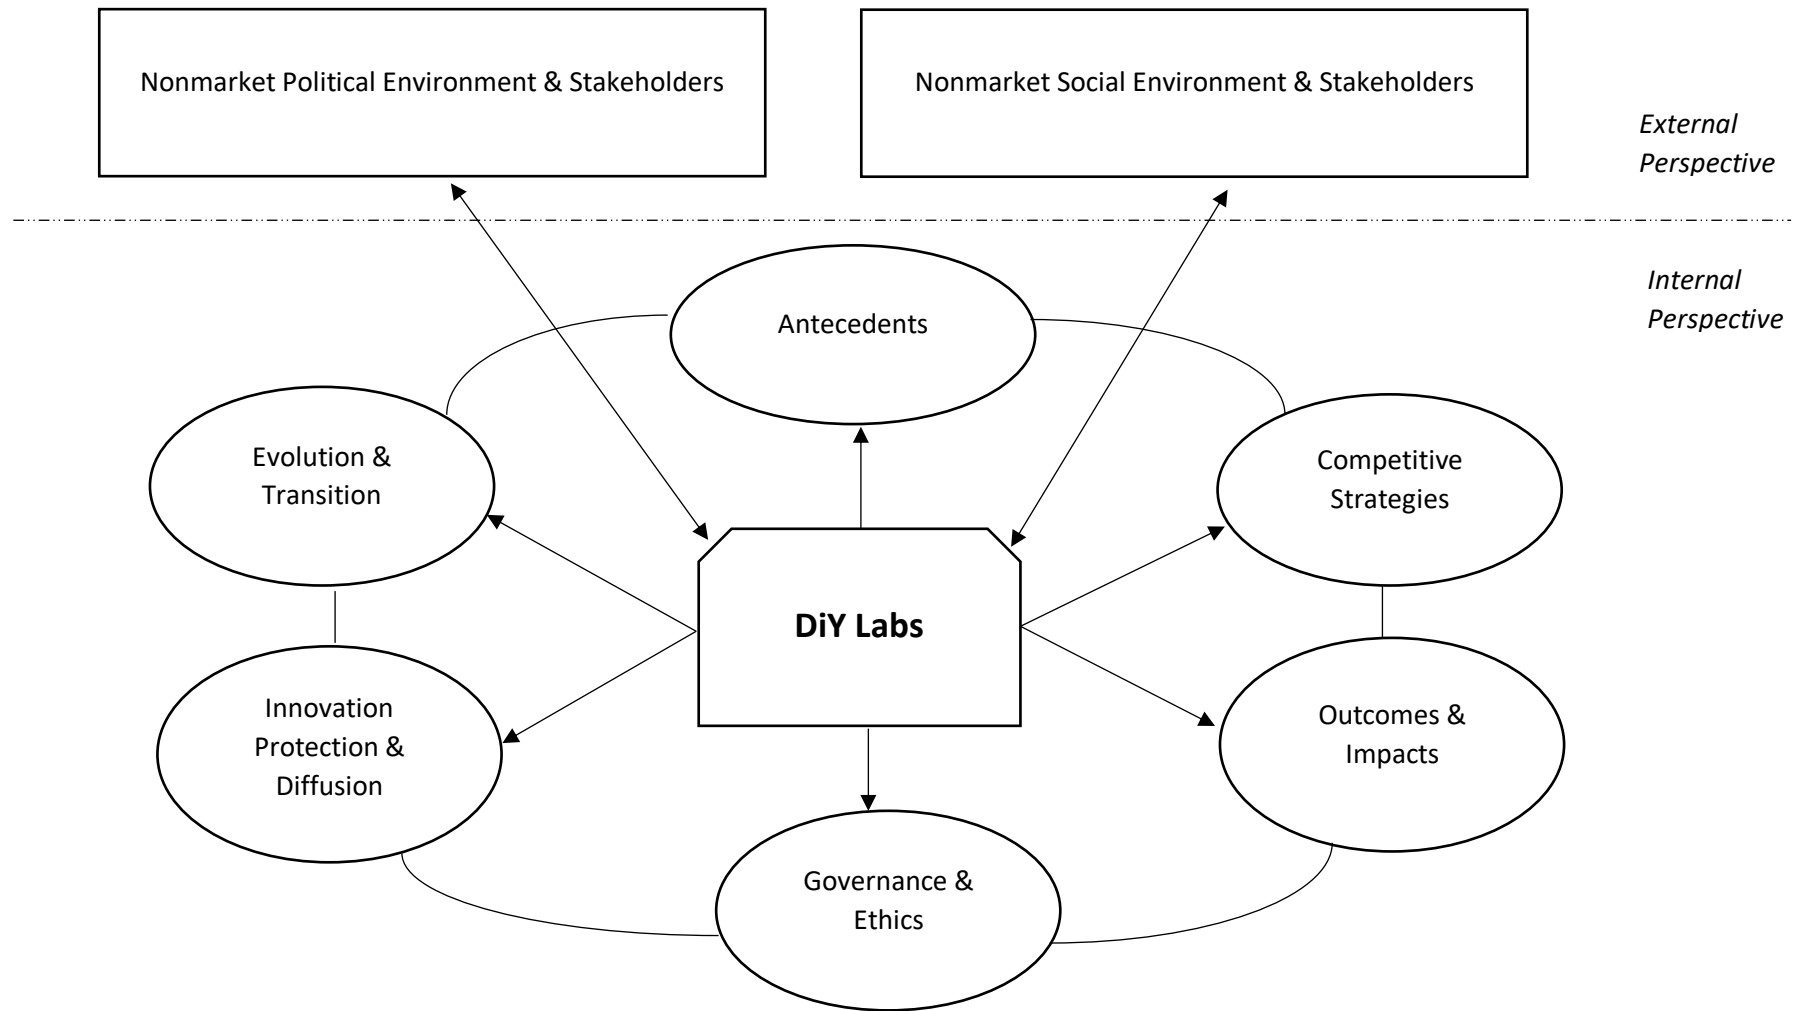 Nonmarket Political Environment & Stakeholders
Nonmarket Social Environment & Stakeholders
External
Perspective
Internal
Perspective
Antecedents
Evolution &
Transition
Competitive
Strategies
DiY Labs
Innovation
Protection &
Diffusion
Outcomes &
Impacts
Governance &
Ethics